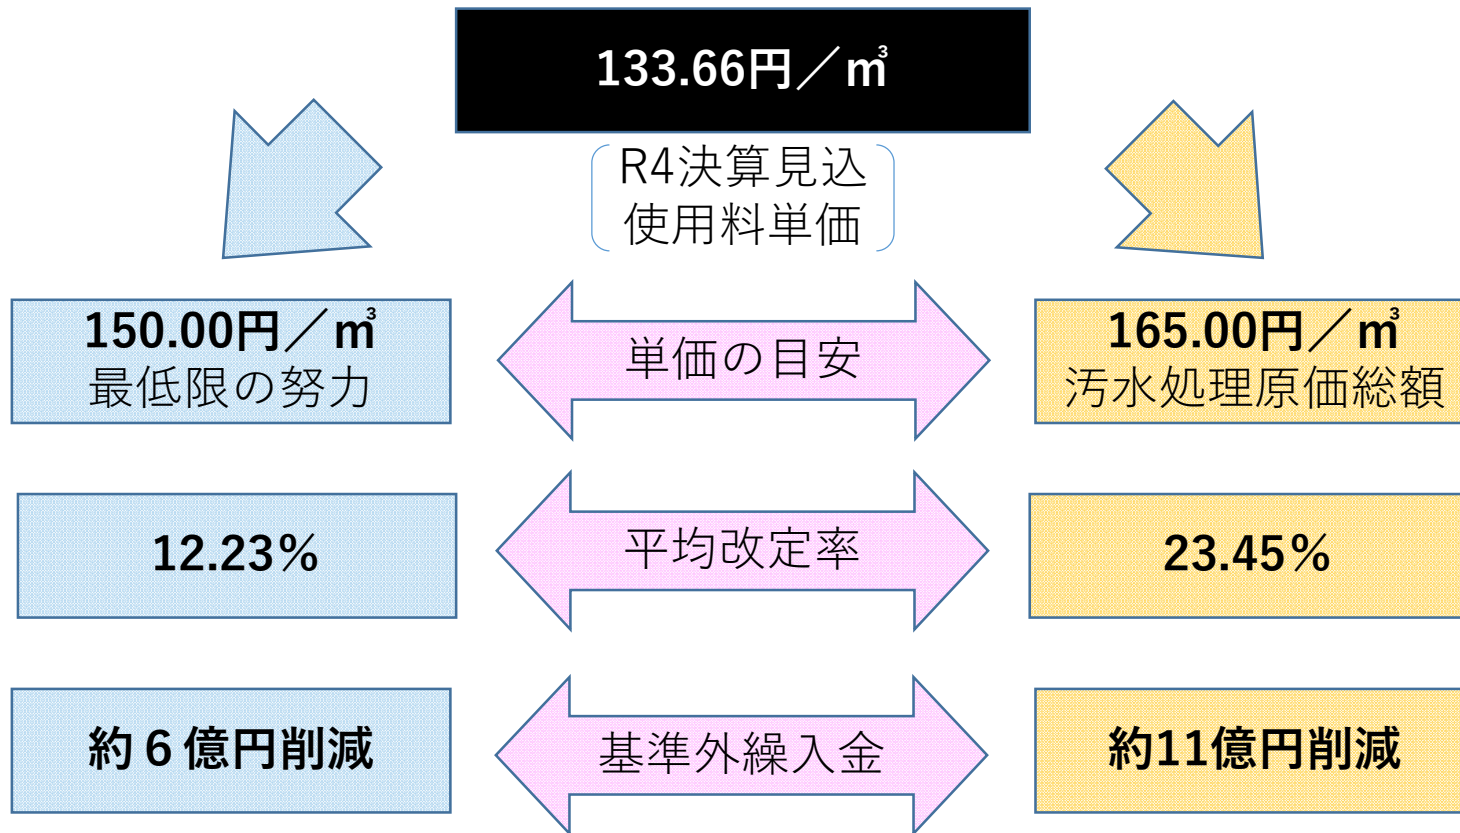 133.66円／㎥
R4決算見込
使用料単価
150.00円／㎥
最低限の努力
単価の目安
165.00円／㎥
汚水処理原価総額
12.23％
平均改定率
23.45％
約６億円削減
基準外繰入金
約11億円削減